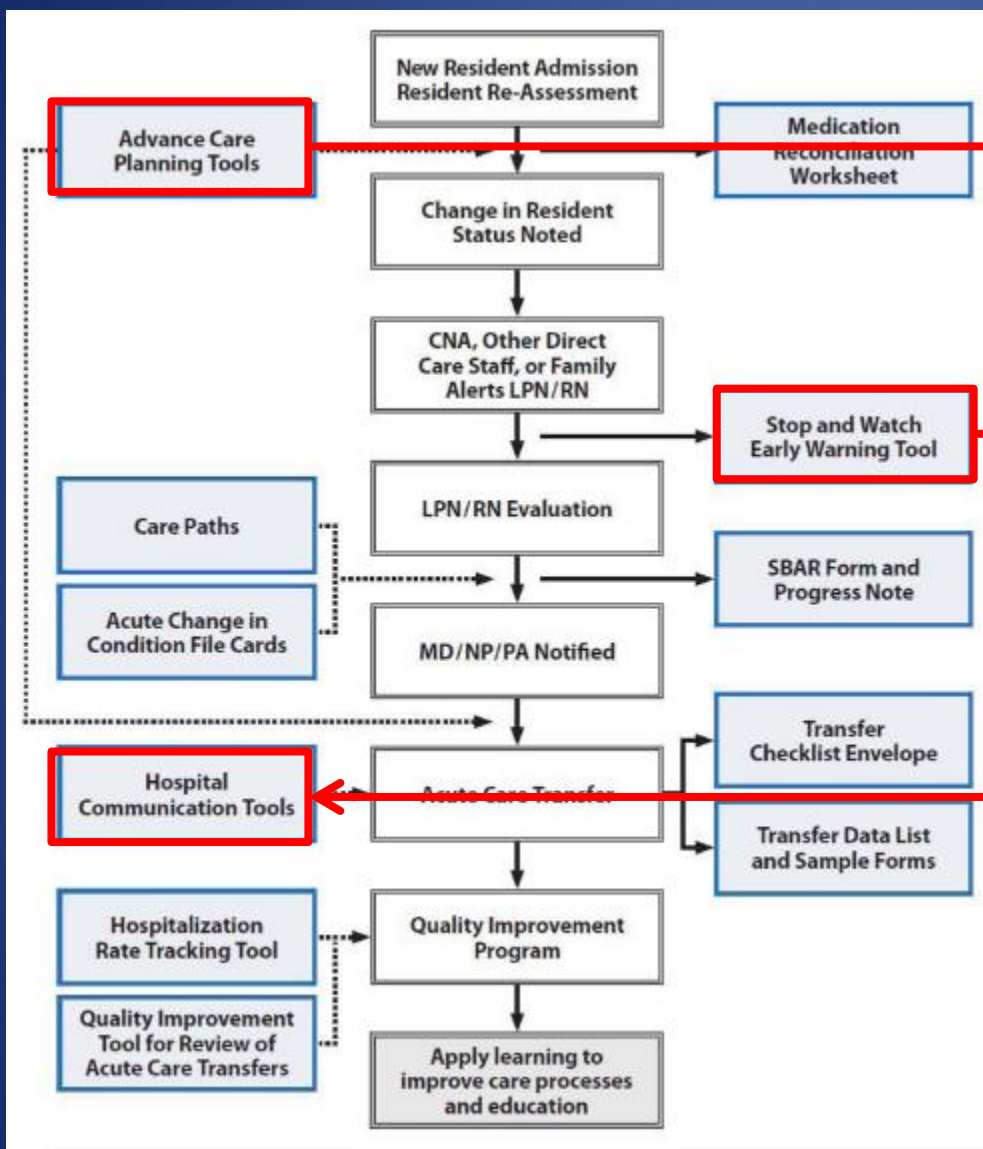 New Resident Admission
Resident Re-Assessment
Advance Care
Planning Tools
Medication
Reconciliation
Worksheet
Change in Resident
Status Noted
CNA, Other Direct
Care Staff, or Family
Alerts LPN/RN
Stop and Watch
Early Warning Tool
LPN/RN Evaluation
Care Paths
SBAR Form and
Progress Note
Acute Change in
Condition File Cards
MD/NP/PA Notified
Transfer
Checklist Envelope
Hospital
Communication Tools
Acute Care Transfer
Transfer Data List
and Sample Forms
Hospitalization
Rate Tracking Tool
Quality Improvement
Program
Quality Improvement
Tool for Review of
Acute Care Transfers
Apply learning to
improve care processes
and education